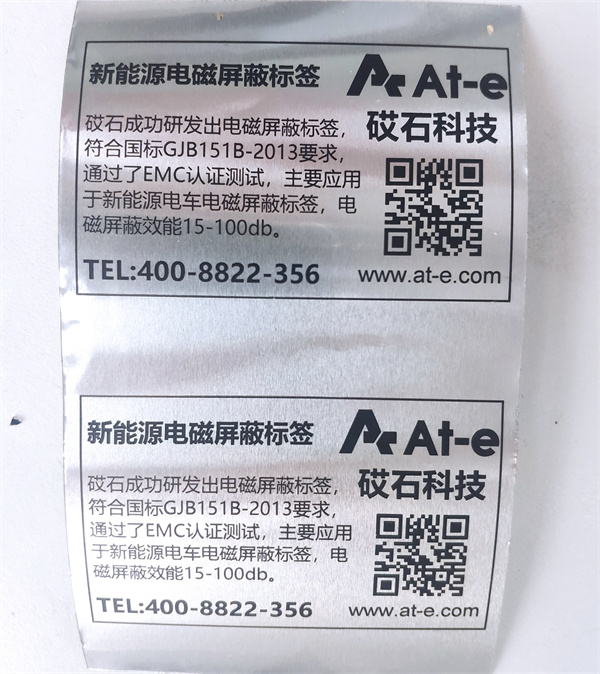 新能源电磁屏蔽标签
At-e
砹石科技
砹石成功研发出电磁屏蔽标签，
符合国标GJB151B-2013要求，
通过了EMC认证测试，主要应用
于新能源电车电磁屏蔽标签，电
磁屏蔽效能15-100db。
TEL:400-8822-356
www.at-e.com
新能源电磁屏蔽标签
At-e
砹石科技
砹石成功研发出电磁屏蔽标签，
符合国标GJB151B-2013要求，
通过了EMC认证测试，主要应用
于新能源电车电磁屏蔽标签，电
磁屏蔽效能15-100db。
TEL:400-8822-356
www.at-e.com